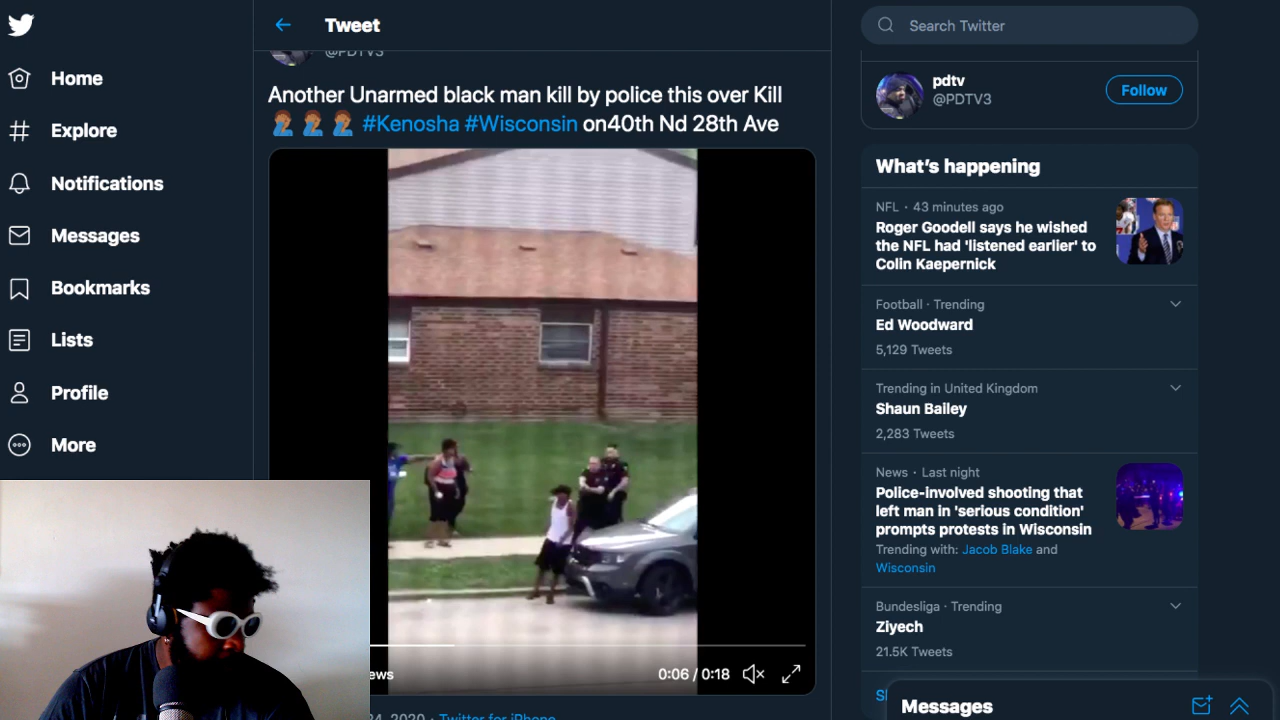 Home
Explore
Notifications
Messages
Bookmarks
Lists
Profile
More
Tweet
@PDTV3
Another Unarmed black man kill by police this over Kill
🤦🏾‍♂️🤦🏾‍♂️🤦🏾‍♂️ #Kenosha #Wisconsin on40th Nd 28th Ave
0:06 / 0:18
2020 · Twitter for iPhone
Search Twitter
pdtv
@PDTV3
Follow
What's happening
NFL · 43 minutes ago
Roger Goodell says he wished
the NFL had 'listened earlier' to
Colin Kaepernick
Football · Trending
Ed Woodward
5,129 Tweets
Trending in United Kingdom
Shaun Bailey
2,283 Tweets
News · Last night
Police-involved shooting that
left man in 'serious condition'
prompts protests in Wisconsin
Trending with: Jacob Blake and
Wisconsin
Bundesliga · Trending
Ziyech
21.5K Tweets
Messages